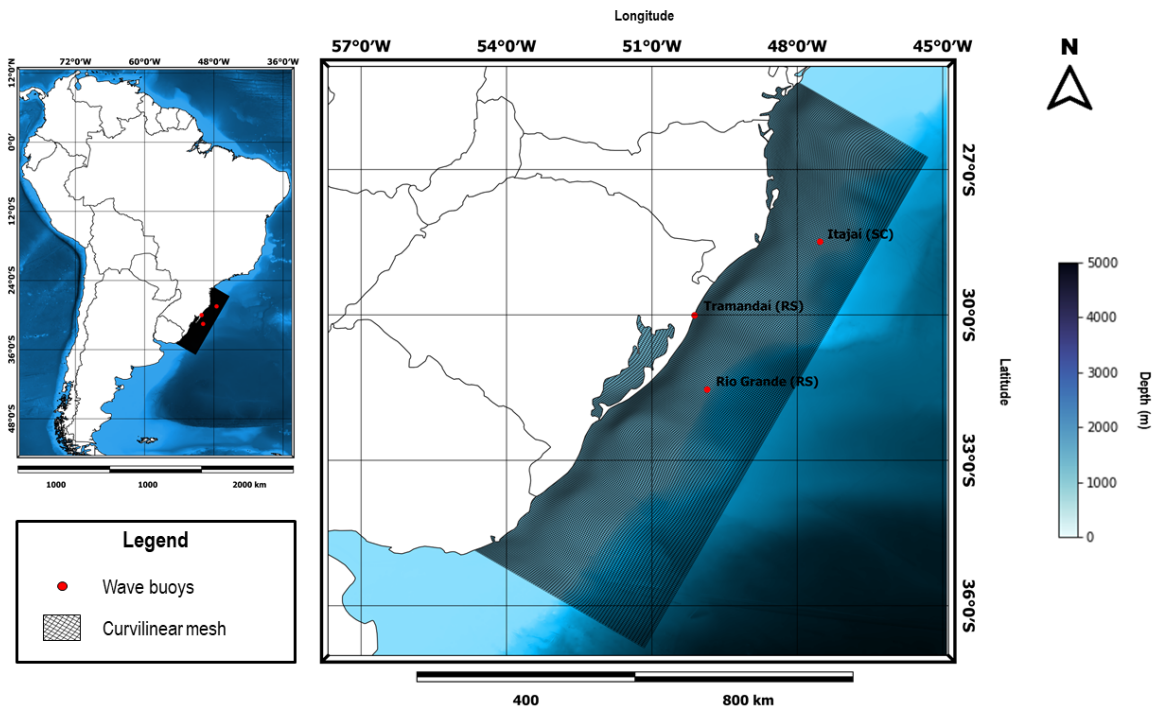 Longitude
57°0'W 54°0'W 51°0'W 48°0'W 45°0'W
N
72°0'W 60°0'W 48°0'W 36°0'W
12°0'N
0°0'
12°0'S
24°0'S
36°0'S
48°0'S
1000 1000 2000 km
27°0'S
30°0'S
33°0'S
36°0'S
Itajaí (SC)
Tramandaí (RS)
Rio Grande (RS)
Latitude
5000
4000
3000
2000
1000
0
Depth (m)
Legend
Wave buoys
Curvilinear mesh
400 800 km